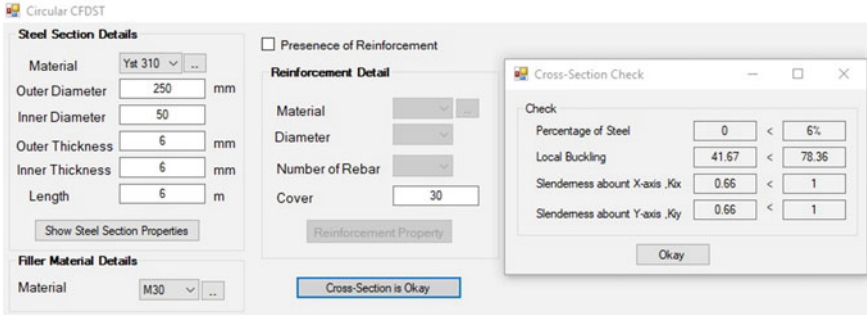 Circular CFDST
Steel Section Details
Material Yst 310 ..
Outer Diameter 250 mm
Inner Diameter 50
Outer Thickness 6 mm
Inner Thickness 6 mm
Length 6 m
Show Steel Section Properties
Filler Material Details
Material M30 ..
Presenece of Reinforcement
Reinforcement Detail
Material ...
Diameter
Number of Rebar
Cover 30
Reinforcement Property
Cross-Section is Okay
Cross-Section Check
Check
Percentage of Steel 0 < 6%
Local Buckling 41.67 < 78.36
Slenderness abount X-axis ,Kix 0.66 < 1
Slenderness abount Y-axis ,Kiy 0.66 < 1
Okay